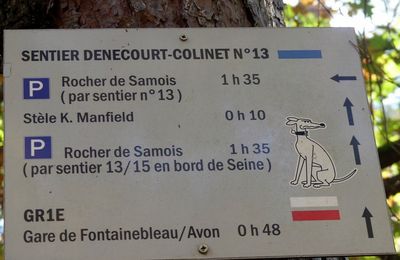 SENTIER DENECOURT-COLINET N°13
P Rocher de Samois 1 h 35
( par sentier n°13 )
Stèle K. Manfield 0 h 10
P Rocher de Samois 1 h 35
( par sentier 13/15 en bord de Seine )
GR1E
Gare de Fontainebleau/Avon 0 h 48